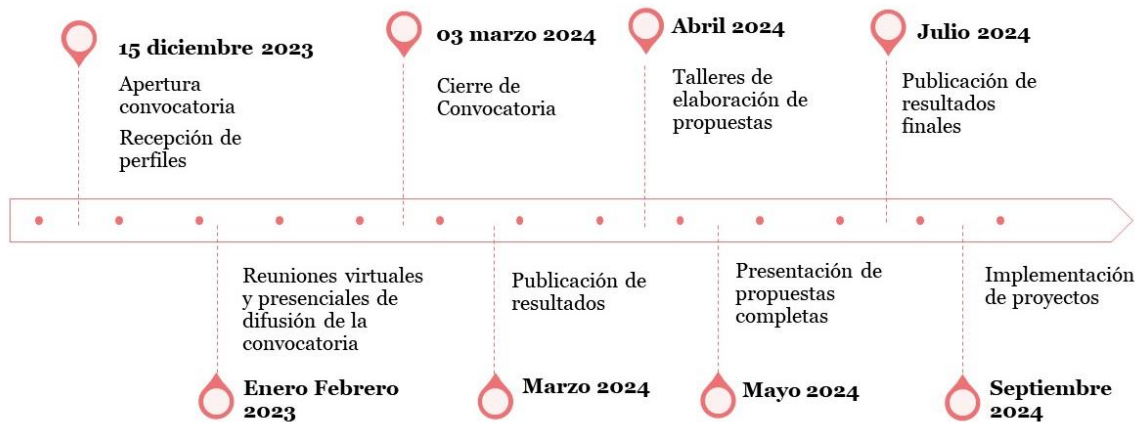 15 diciembre 2023
Apertura
convocatoria
Recepción de
perfiles
03 marzo 2024
Cierre de
Convocatoria
Abril 2024
Talleres de
elaboración de
propuestas
Julio 2024
Publicación de
resultados
finales
Reuniones virtuales
y presenciales de
difusión de la
convocatoria
Enero Febrero
2023
Publicación de
resultados
Marzo 2024
Presentación de
propuestas
completas
Mayo 2024
Implementación
de proyectos
Septiembre
2024